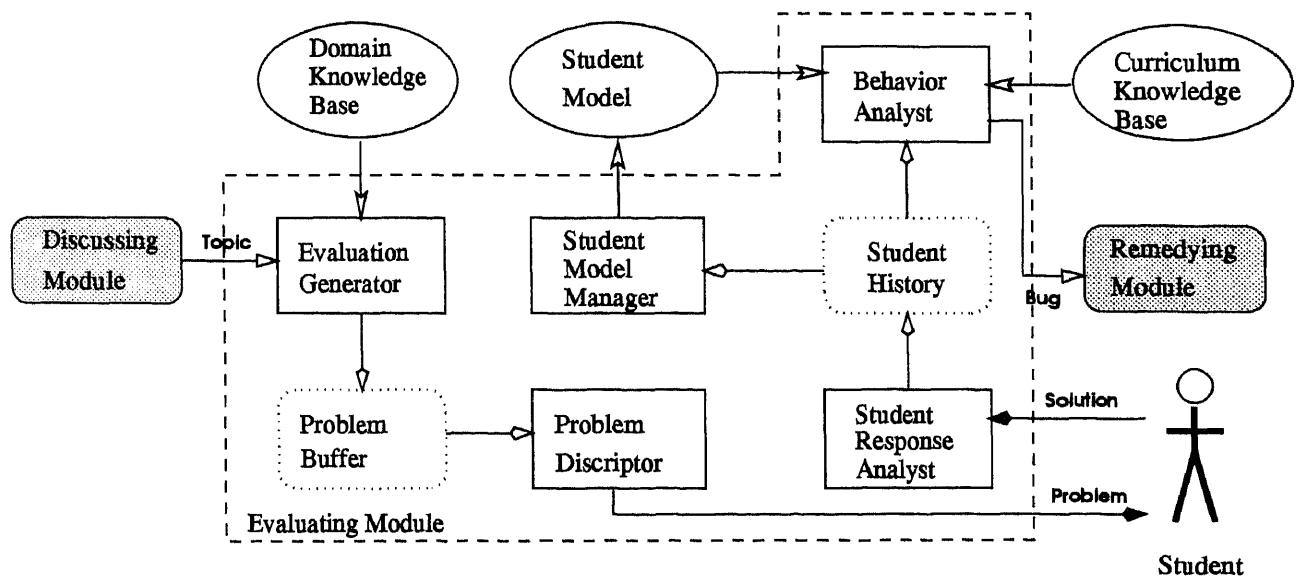 Domain
Knowledge
Base
Student
Model
Behavior
Analyst
Curriculum
Knowledge
Base
Discussing
Module
Topic
Evaluation
Generator
Student
Model
Manager
Student
History
Bug
Remedying
Module
Problem
Buffer
Problem
Discriptor
Student
Response
Analyst
Solution
Problem
Evaluating Module
Student